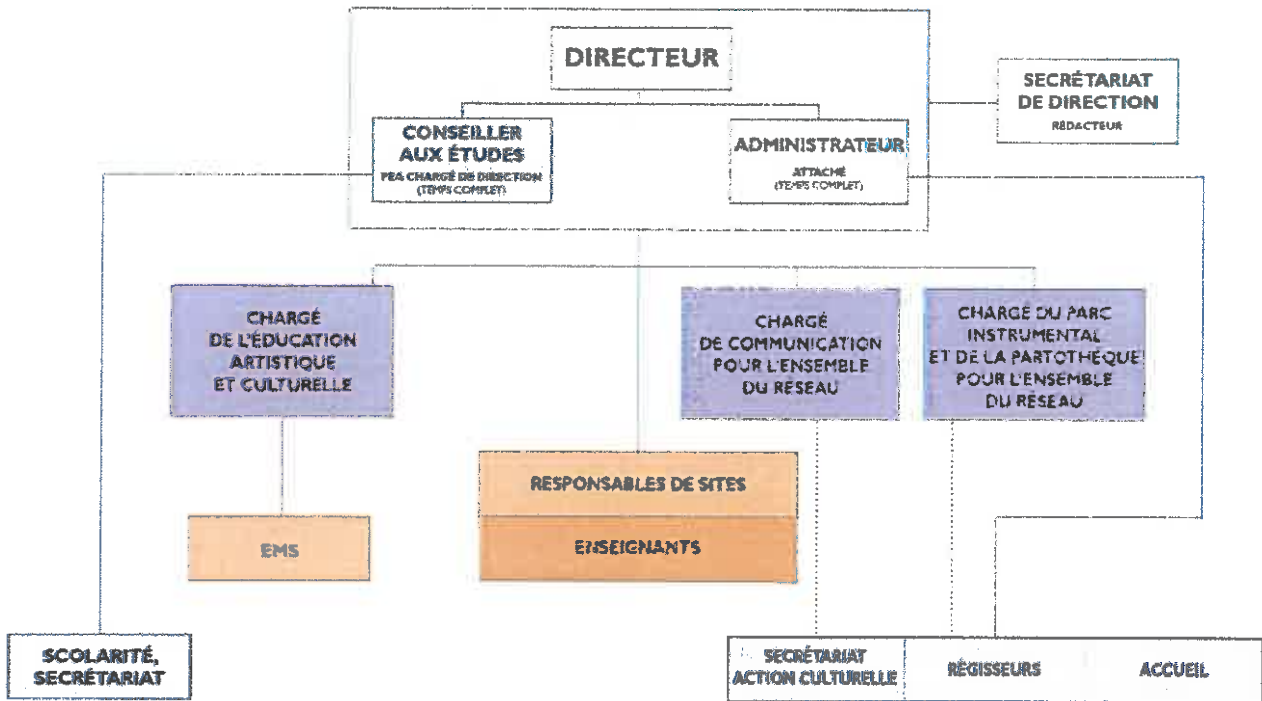 DIRECTEUR
SECRÉTARIAT
DE DIRECTION
RÉDACTEUR
CONSEILLER
AUX ÉTUDES
PEA CHARGÉ DE DIRECTION
(TEMPS COMPLET)
ADMINISTRATEUR
ATTACHÉ
(TEMPS COMPLET)
CHARGÉ
DE L'ÉDUCATION
ARTISTIQUE
ET CULTURELLE
CHARGÉ
DE COMMUNICATION
POUR L'ENSEMBLE
DU RÉSEAU
CHARGÉ DU PARC
INSTRUMENTAL
ET DE LA PARTOTHÈQUE
POUR L'ENSEMBLE
DU RÉSEAU
RESPONSABLES DE SITES
EMS
ENSEIGNANTS
SCOLARITÉ,
SECRÉTARIAT
SECRÉTARIAT
ACTION CULTURELLE
RÉGISSEURS
ACCUEIL